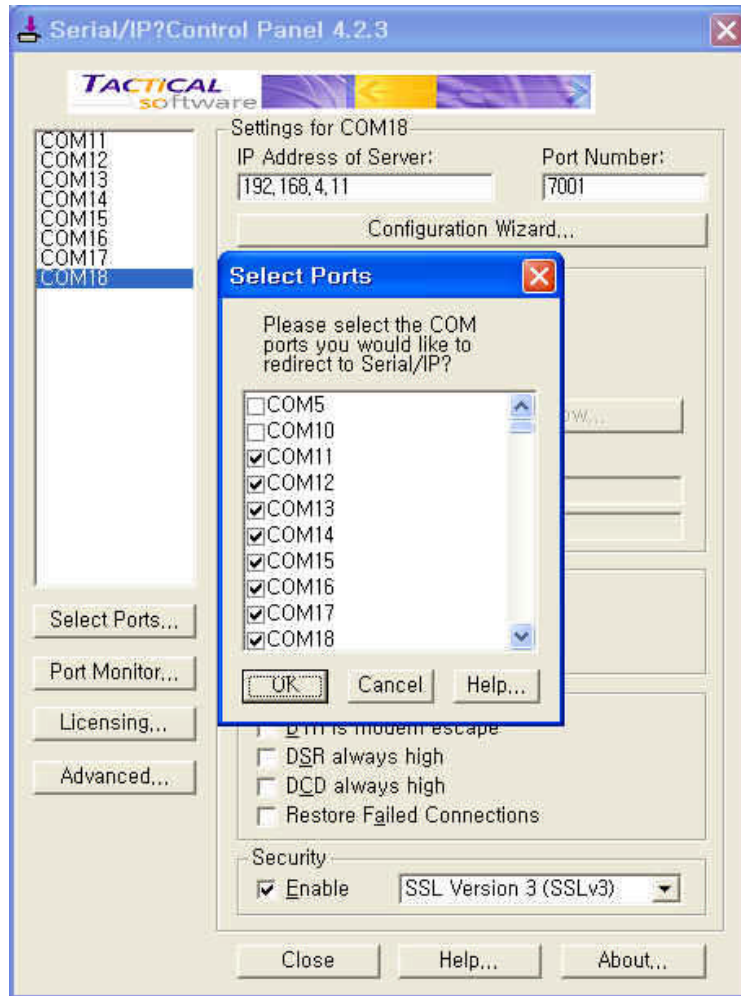 Serial/IP?Control Panel 4.2.3
TACTICAL
software
COM11
COM12
COM13
COM14
COM15
COM16
COM17
COM18
Settings for COM18
IP Address of Server:
Port Number:
192,168,4,11
7001
Configuration Wizard...
Select Ports
Please select the COM
ports you would like to
redirect to Serial/IP?
COM5
COM10
COM11
COM12
COM13
COM14
COM15
COM16
COM17
COM18
OK
Cancel
Help...
Select Ports...
Port Monitor...
Licensing...
Advanced...
DTR is modem escape
DSR always high
DCD always high
Restore Failed Connections
Security
Enable
SSL Version 3 (SSLv3)
Close
Help...
About...